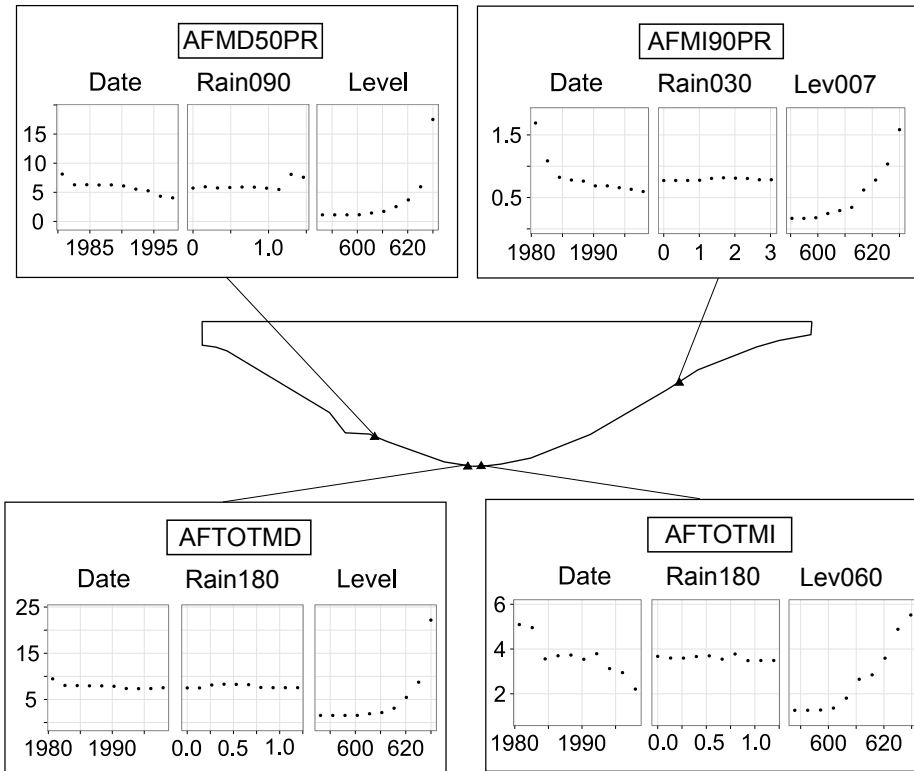 AFMD50PR
Date Rain090 Level
15
10
5
0
1985 1995 0 1.0 600 620
AFMI90PR
Date Rain030 Lev007
1.5
0.5
1980 1990 0 1 2 3 600 620
AFTOTMD
Date Rain180 Level
25
15
5
1980 1990 0.0 0.5 1.0 600 620
AFTOTMI
Date Rain180 Lev060
6
4
2
1980 1990 0.0 0.5 1.0 600 620